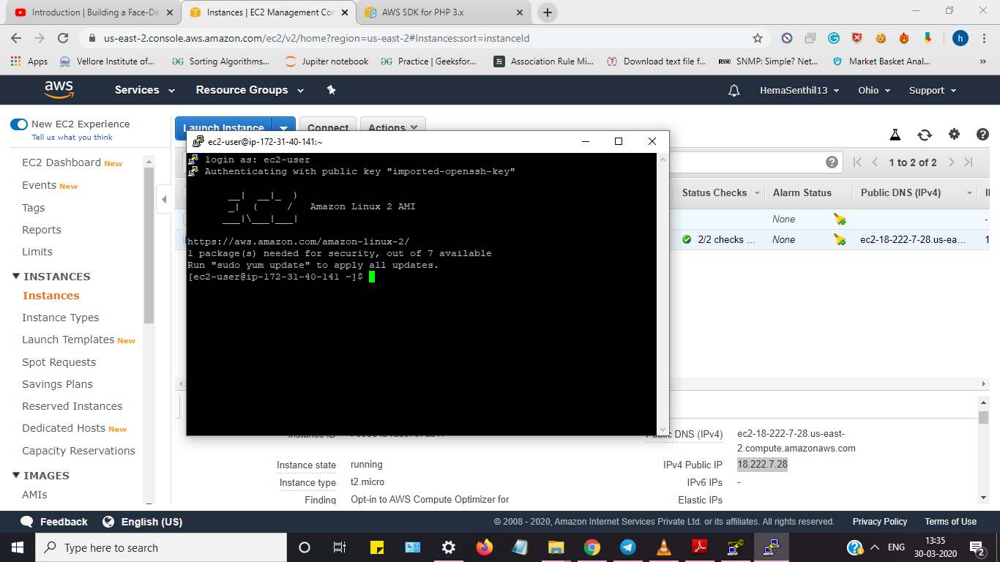 Introduction | Building a Face-De
Instances | EC2 Management Con
AWS SDK for PHP 3.x
us-east-2.console.aws.amazon.com/ec2/v2/home?region=us-east-2#Instances:sort=instanceId
h
Apps
Vellore Institute of...
Sorting Algorithms...
Jupiter notebook
Practice | Geeksfor...
Association Rule Mi...
Download text file f...
SNMP: Simple? Net...
Market Basket Anal...
»
aws
Services
Resource Groups
HemaSenthil13
Ohio
Support
New EC2 Experience
Tell us what you think
EC2 Dashboard New
Events New
Tags
Reports
Limits
INSTANCES
Instances
Instance Types
Launch Templates New
Spot Requests
Savings Plans
Reserved Instances
Dedicated Hosts New
Capacity Reservations
IMAGES
AMIs
Launch Instance
Connect
Actions
1 to 2 of 2
Status Checks
Alarm Status
Public DNS (IPv4)
None
-
2/2 checks ...
None
ec2-18-222-7-28.us-ea...
1
ec2-user@ip-172-31-40-141:~
login as: ec2-user
Authenticating with public key "imported-openssh-key"
__|  __|_  )
_|  (     /   Amazon Linux 2 AMI
___|\___|___|
https://aws.amazon.com/amazon-linux-2/
1 package(s) needed for security, out of 7 available
Run "sudo yum update" to apply all updates.
[ec2-user@ip-172-31-40-141 ~]$
Instance ID
Public DNS (IPv4)
ec2-18-222-7-28.us-east-
2.compute.amazonaws.com
Instance state
running
IPv4 Public IP
18.222.7.28
Instance type
t2.micro
IPv6 IPs
-
Finding
Opt-in to AWS Compute Optimizer for
Elastic IPs
Feedback
English (US)
© 2008 - 2020, Amazon Internet Services Private Ltd. or its affiliates. All rights reserved.
Privacy Policy
Terms of Use
Type here to search
ENG
13:35
30-03-2020
2